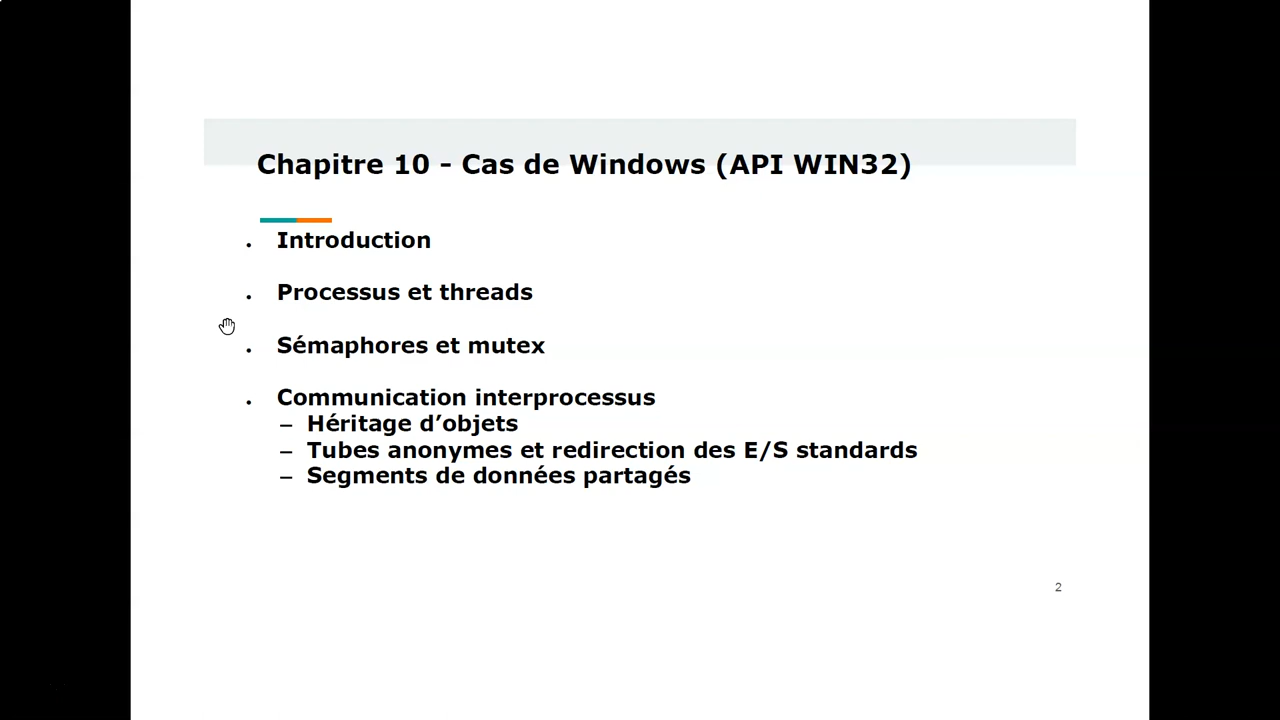 Chapitre 10 - Cas de Windows (API WIN32)
. Introduction
. Processus et threads
. Sémaphores et mutex
. Communication interprocessus
– Héritage d’objets
– Tubes anonymes et redirection des E/S standards
– Segments de données partagés
2